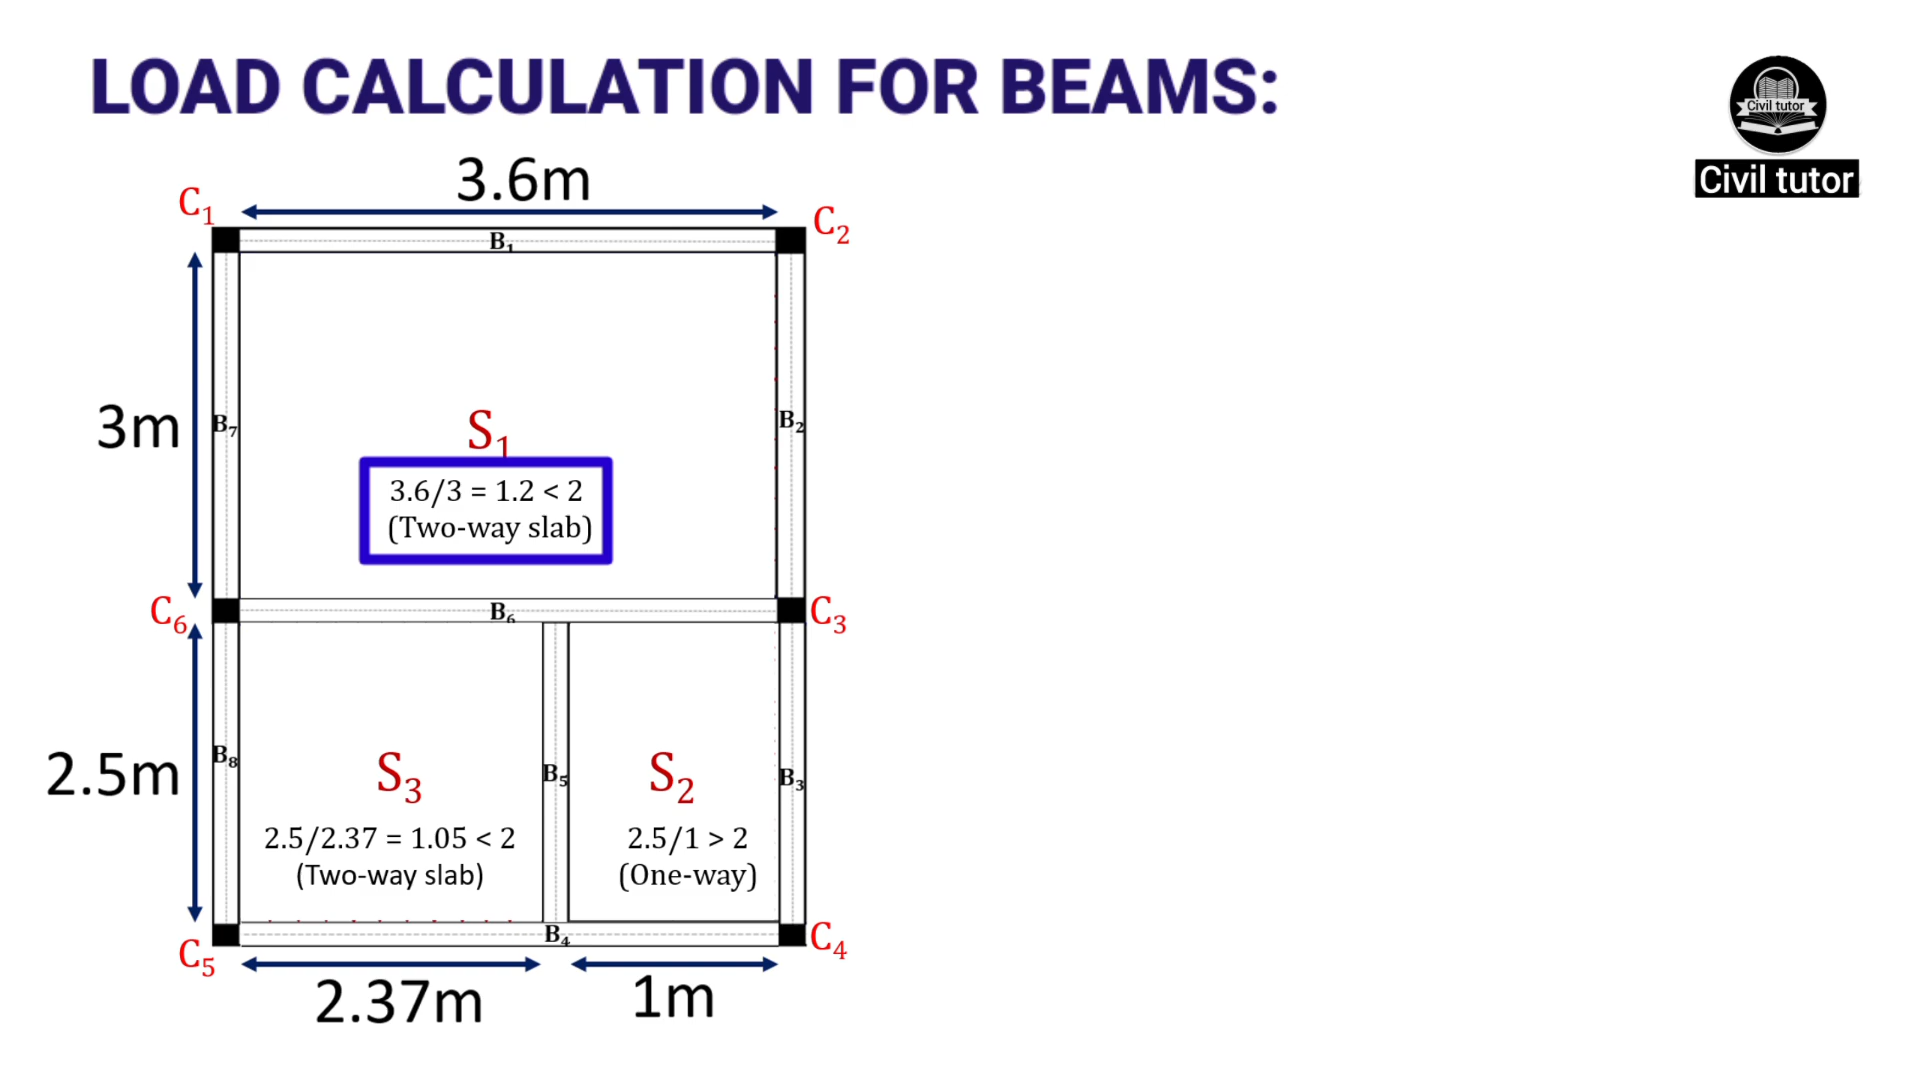 LOAD CALCULATION FOR BEAMS:
Civil tutor
Civil tutor
3.6m
C₁
C₂
B₁
3m
B₇
B₂
S₁
3.6/3 = 1.2 < 2
(Two-way slab)
C₆
B₆
C₃
2.5m
B₈
S₃
B₅
S₂
B₃
2.5/2.37 = 1.05 < 2
(Two-way slab)
2.5/1 > 2
(One-way)
C₅
B₄
C₄
2.37m
1m